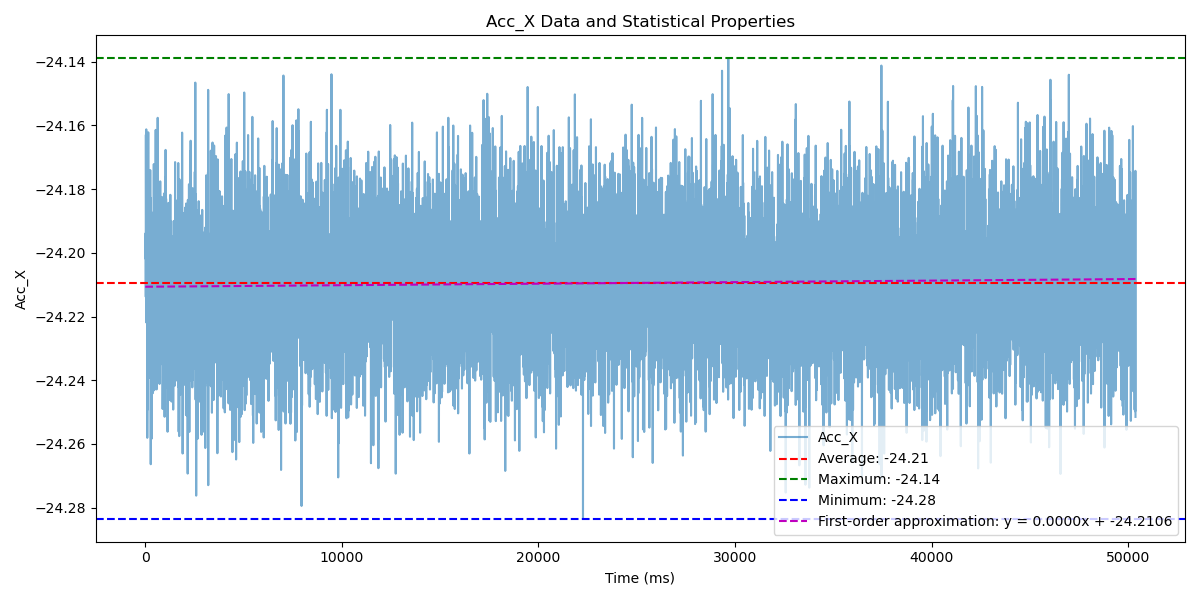 Acc_X Data and Statistical Properties
Acc_X
−24.14
−24.16
−24.18
−24.20
−24.22
−24.24
−24.26
−24.28
Acc_X
Average: -24.21
Maximum: -24.14
Minimum: -24.28
First-order approximation: y = 0.0000x + -24.2106
0 10000 20000 30000 40000 50000
Time (ms)